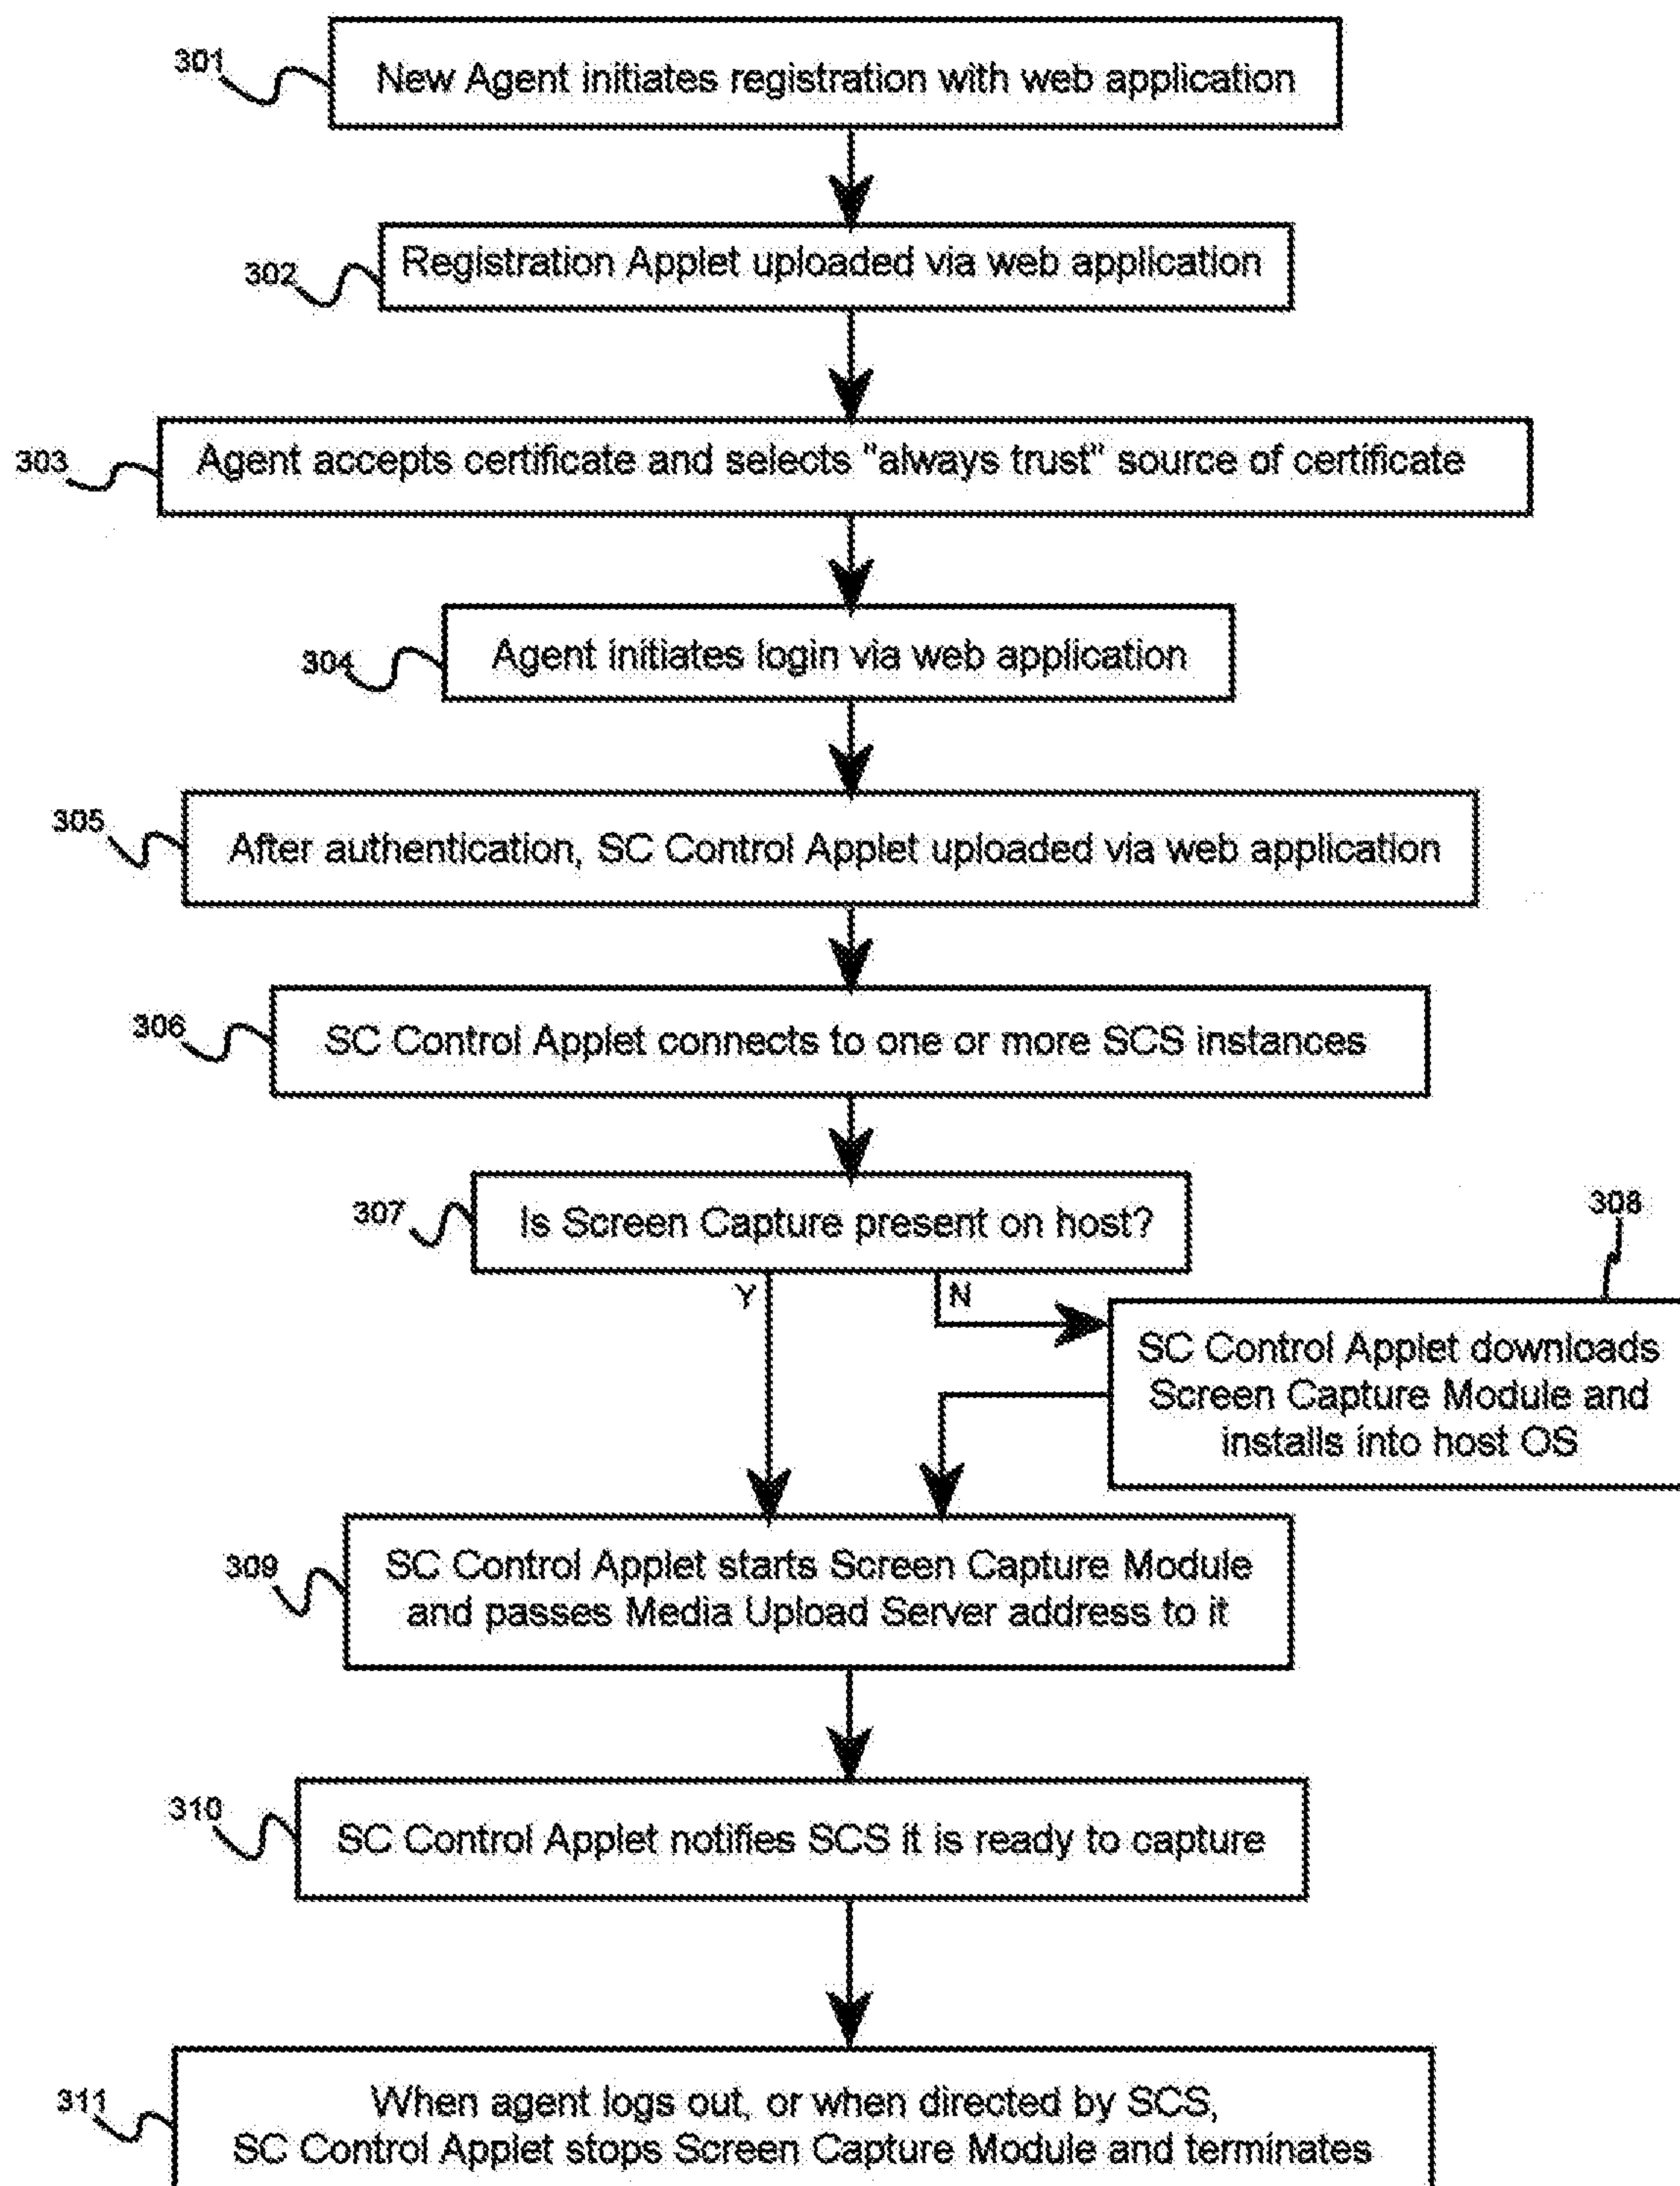 301
New Agent initiates registration with web application
302
Registration Applet uploaded via web application
303
Agent accepts certificate and selects "always trust" source of certificate
304
Agent initiates login via web application
305
After authentication, SC Control Applet uploaded via web application
306
SC Control Applet connects to one or more SCS instances
307
Is Screen Capture present on host?
308
Y
N
SC Control Applet downloads
Screen Capture Module and
installs into host OS
309
SC Control Applet starts Screen Capture Module
and passes Media Upload Server address to it
310
SC Control Applet notifies SCS it is ready to capture
311
When agent logs out, or when directed by SCS,
SC Control Applet stops Screen Capture Module and terminates